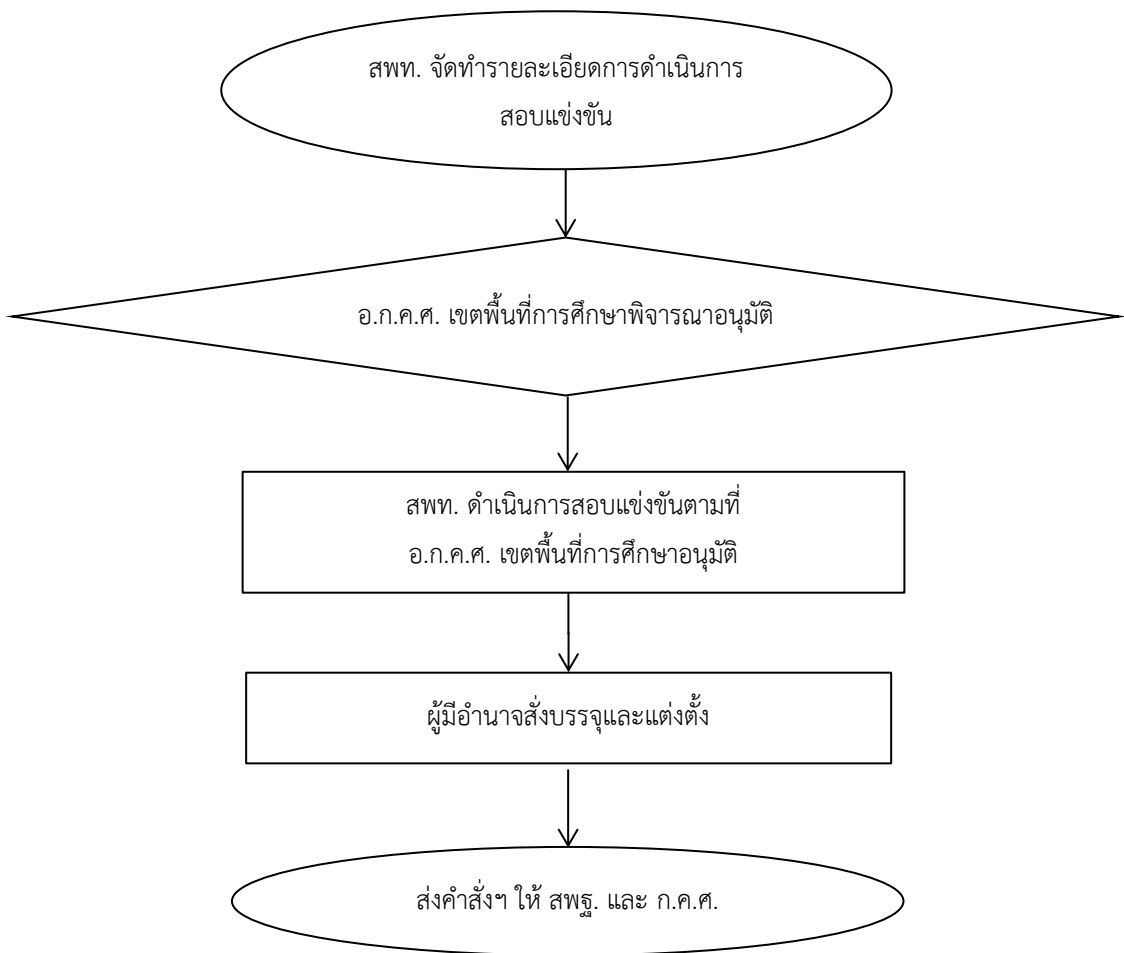 สพท. จัดทำรายละเอียดการดำเนินการ
สอบแข่งขัน
อ.ก.ค.ศ. เขตพื้นที่การศึกษาพิจารณาอนุมัติ
สพท. ดำเนินการสอบแข่งขันตามที่
อ.ก.ค.ศ. เขตพื้นที่การศึกษาอนุมัติ
ผู้มีอำนาจสั่งบรรจุและแต่งตั้ง
ส่งคำสั่งฯ ให้ สพฐ. และ ก.ค.ศ.